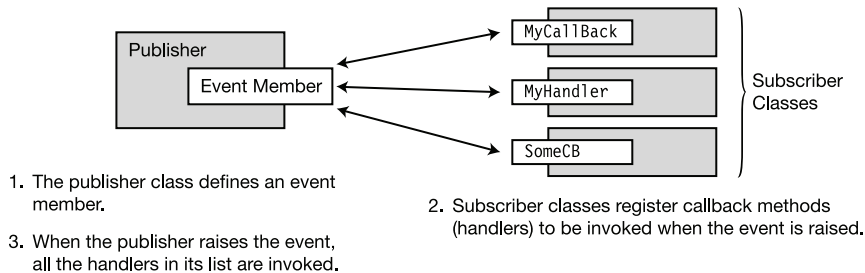 Publisher
Event Member
MyCallBack
MyHandler
SomeCB
Subscriber
Classes
1. The publisher class defines an event
member.
2. Subscriber classes register callback methods
(handlers) to be invoked when the event is raised.
3. When the publisher raises the event,
all the handlers in its list are invoked.